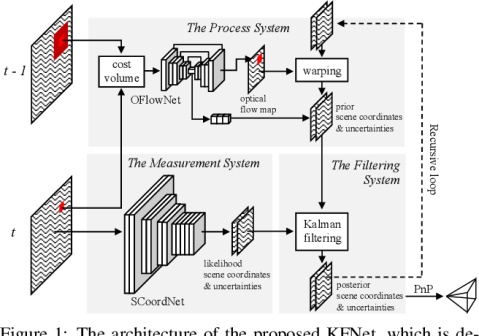 The Process System
t - 1
cost
volume
OFlowNet
optical
flow map
warping
prior
scene coordinates
& uncertainties
Recursive loop
The Measurement System
The Filtering
System
t
SCoordNet
likelihood
scene coordinates
& uncertainties
Kalman
filtering
posterior
scene coordinates
& uncertainties
PnP
Figure 1: The architecture of the proposed KFNet, which is de-